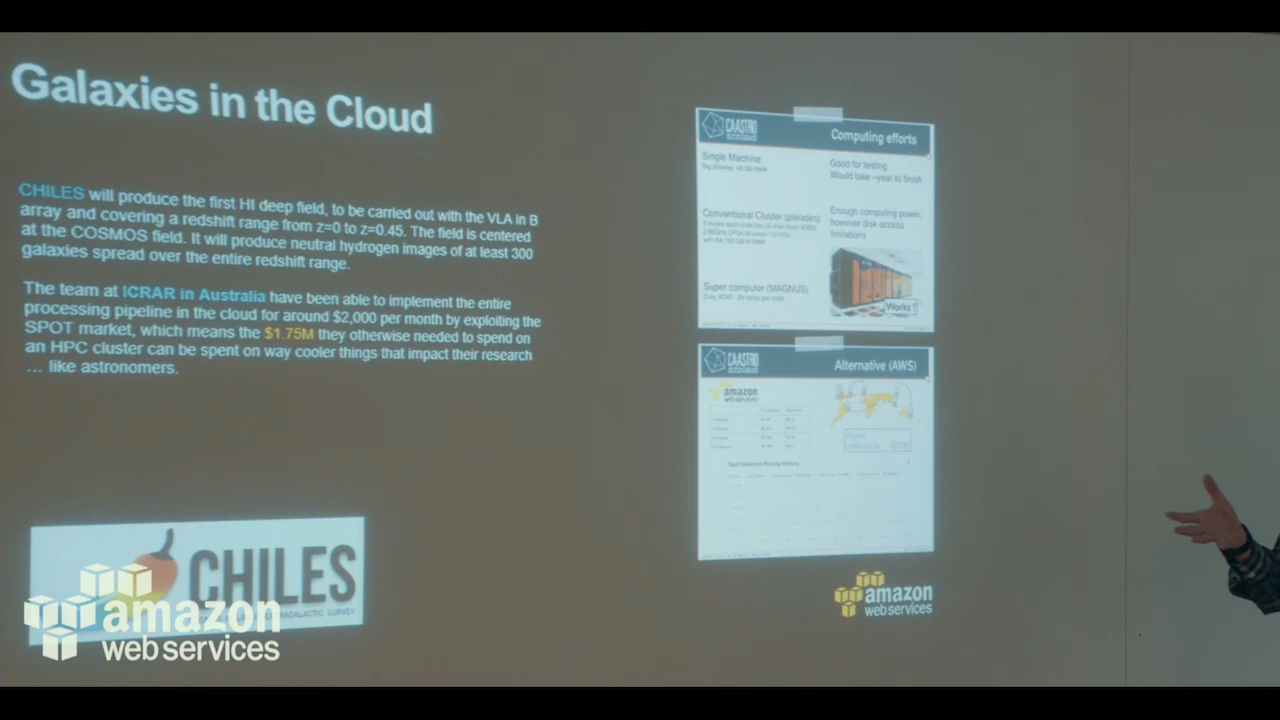 Galaxies in the Cloud
CHILES will produce the first HI deep field, to be carried out with the VLA in B
array and covering a redshift range from z=0 to z=0.45. The field is centered
at the COSMOS field. It will produce neutral hydrogen images of at least 300
galaxies spread over the entire redshift range.
The team at ICRAR in Australia have been able to implement the entire
processing pipeline in the cloud for around $2,000 per month by exploiting the
SPOT market, which means the $1.75M they otherwise needed to spend on
an HPC cluster can be spent on way cooler things that impact their research
… like astronomers.
CAASTRO
Computing efforts
Single Machine
Good for testing
Would take ~year to finish
Conventional Cluster (pleiades)
Enough computing power,
however disk access
limitations
Super computer (MAGNUS)
Works !
CAASTRO
Alternative (AWS)
amazon
webservices
Spot Instance Pricing History
CHILES
EXTRAGALACTIC SURVEY
amazon
web services
amazon
web services